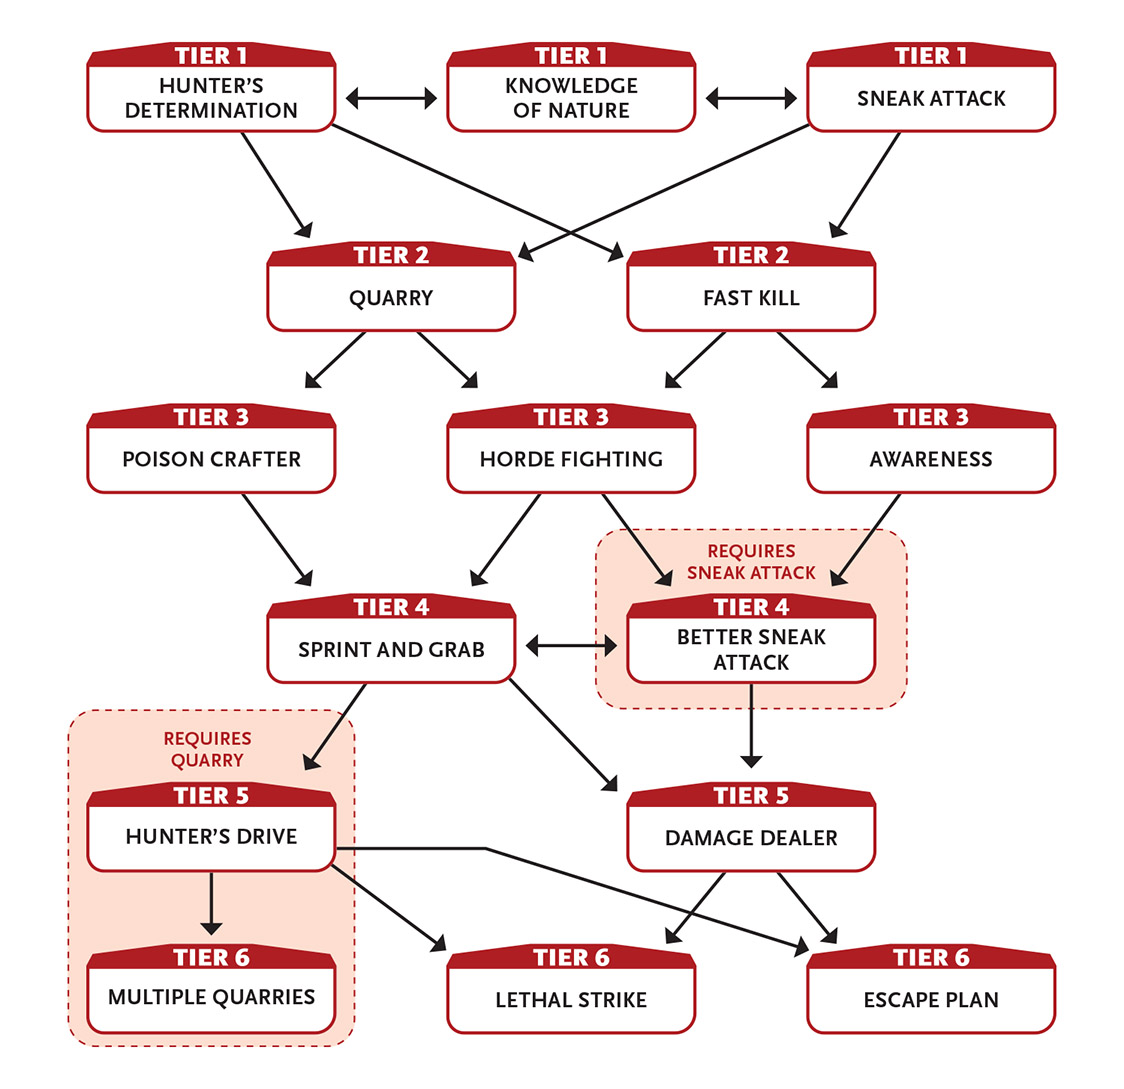 TIER 1
HUNTER'S
DETERMINATION
TIER 1
KNOWLEDGE
OF NATURE
TIER 1
SNEAK ATTACK
TIER 2
QUARRY
TIER 2
FAST KILL
TIER 3
POISON CRAFTER
TIER 3
HORDE FIGHTING
TIER 3
AWARENESS
TIER 4
SPRINT AND GRAB
REQUIRES
SNEAK ATTACK
TIER 4
BETTER SNEAK
ATTACK
REQUIRES
QUARRY
TIER 5
HUNTER'S DRIVE
TIER 5
DAMAGE DEALER
TIER 6
MULTIPLE QUARRIES
TIER 6
LETHAL STRIKE
TIER 6
ESCAPE PLAN